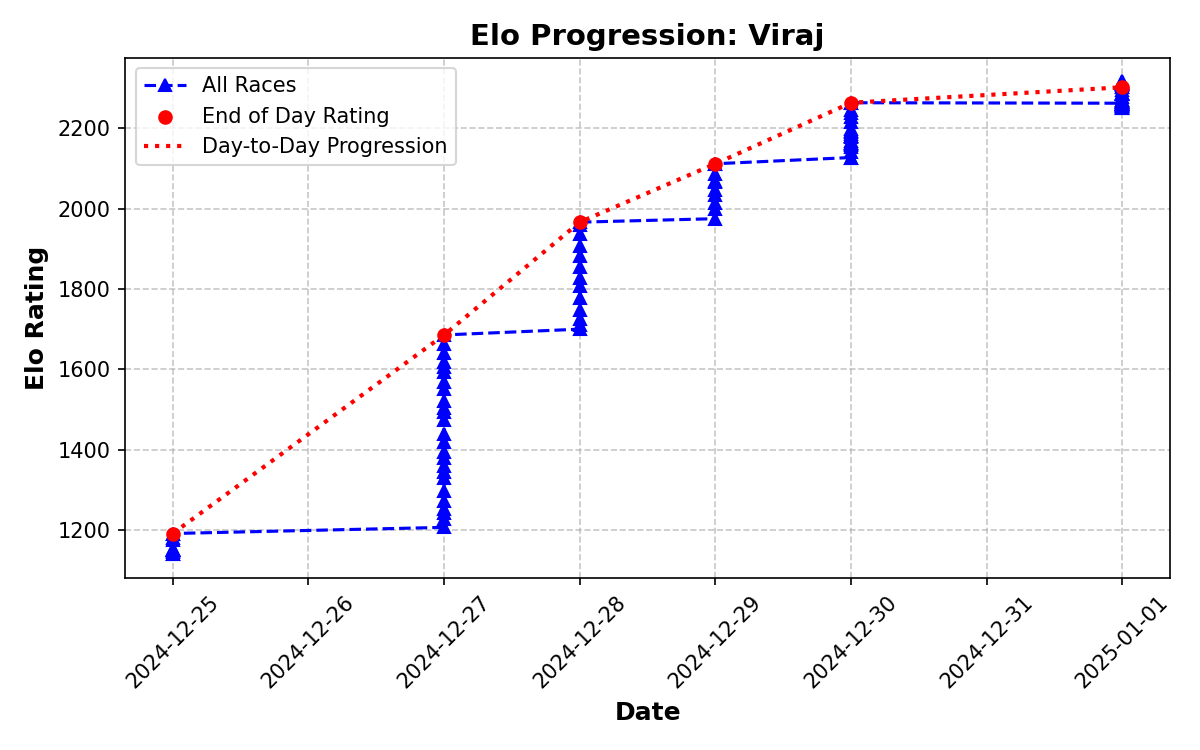 Elo Progression: Viraj
All Races
End of Day Rating
Day-to-Day Progression
Elo Rating
2200
2000
1800
1600
1400
1200
2024-12-25
2024-12-26
2024-12-27
2024-12-28
2024-12-29
2024-12-30
2024-12-31
2025-01-01
Date